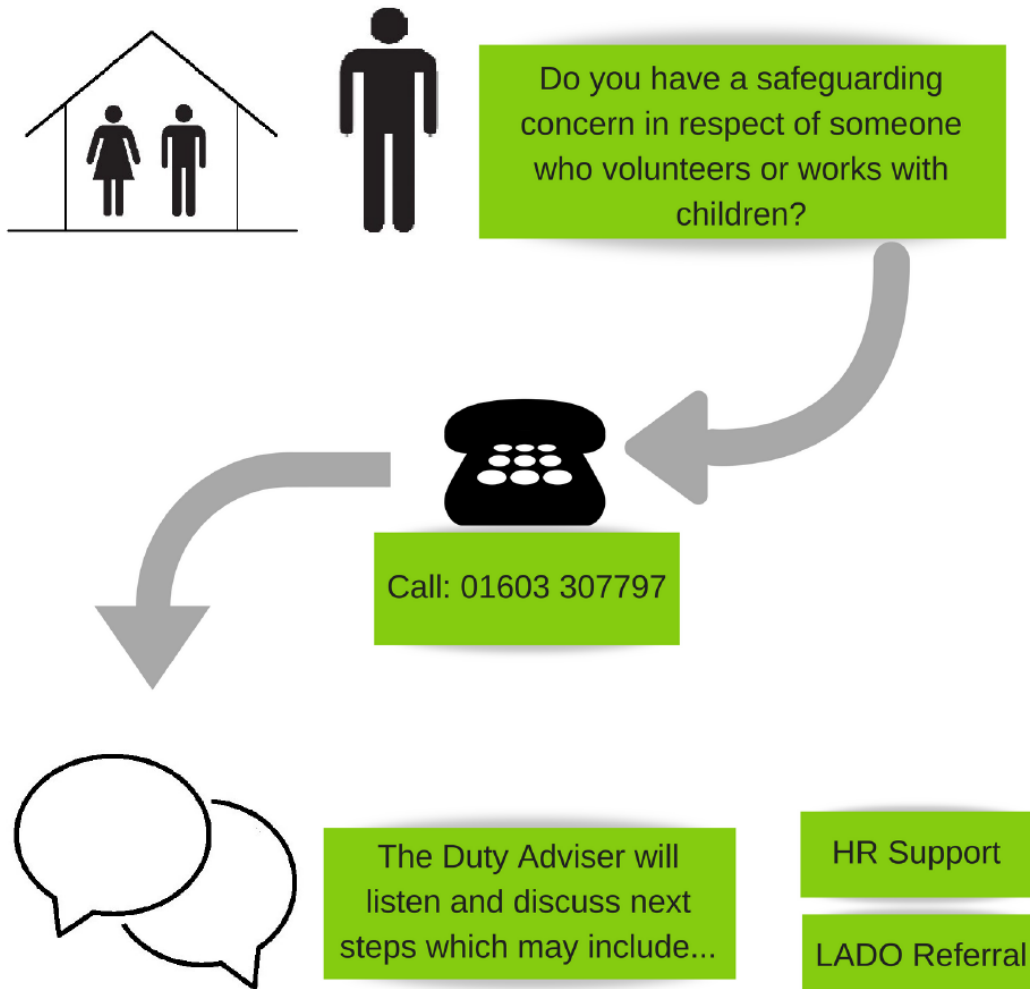 Do you have a safeguarding
concern in respect of someone
who volunteers or works with
children?
Call: 01603 307797
The Duty Adviser will
listen and discuss next
steps which may include...
HR Support
LADO Referral